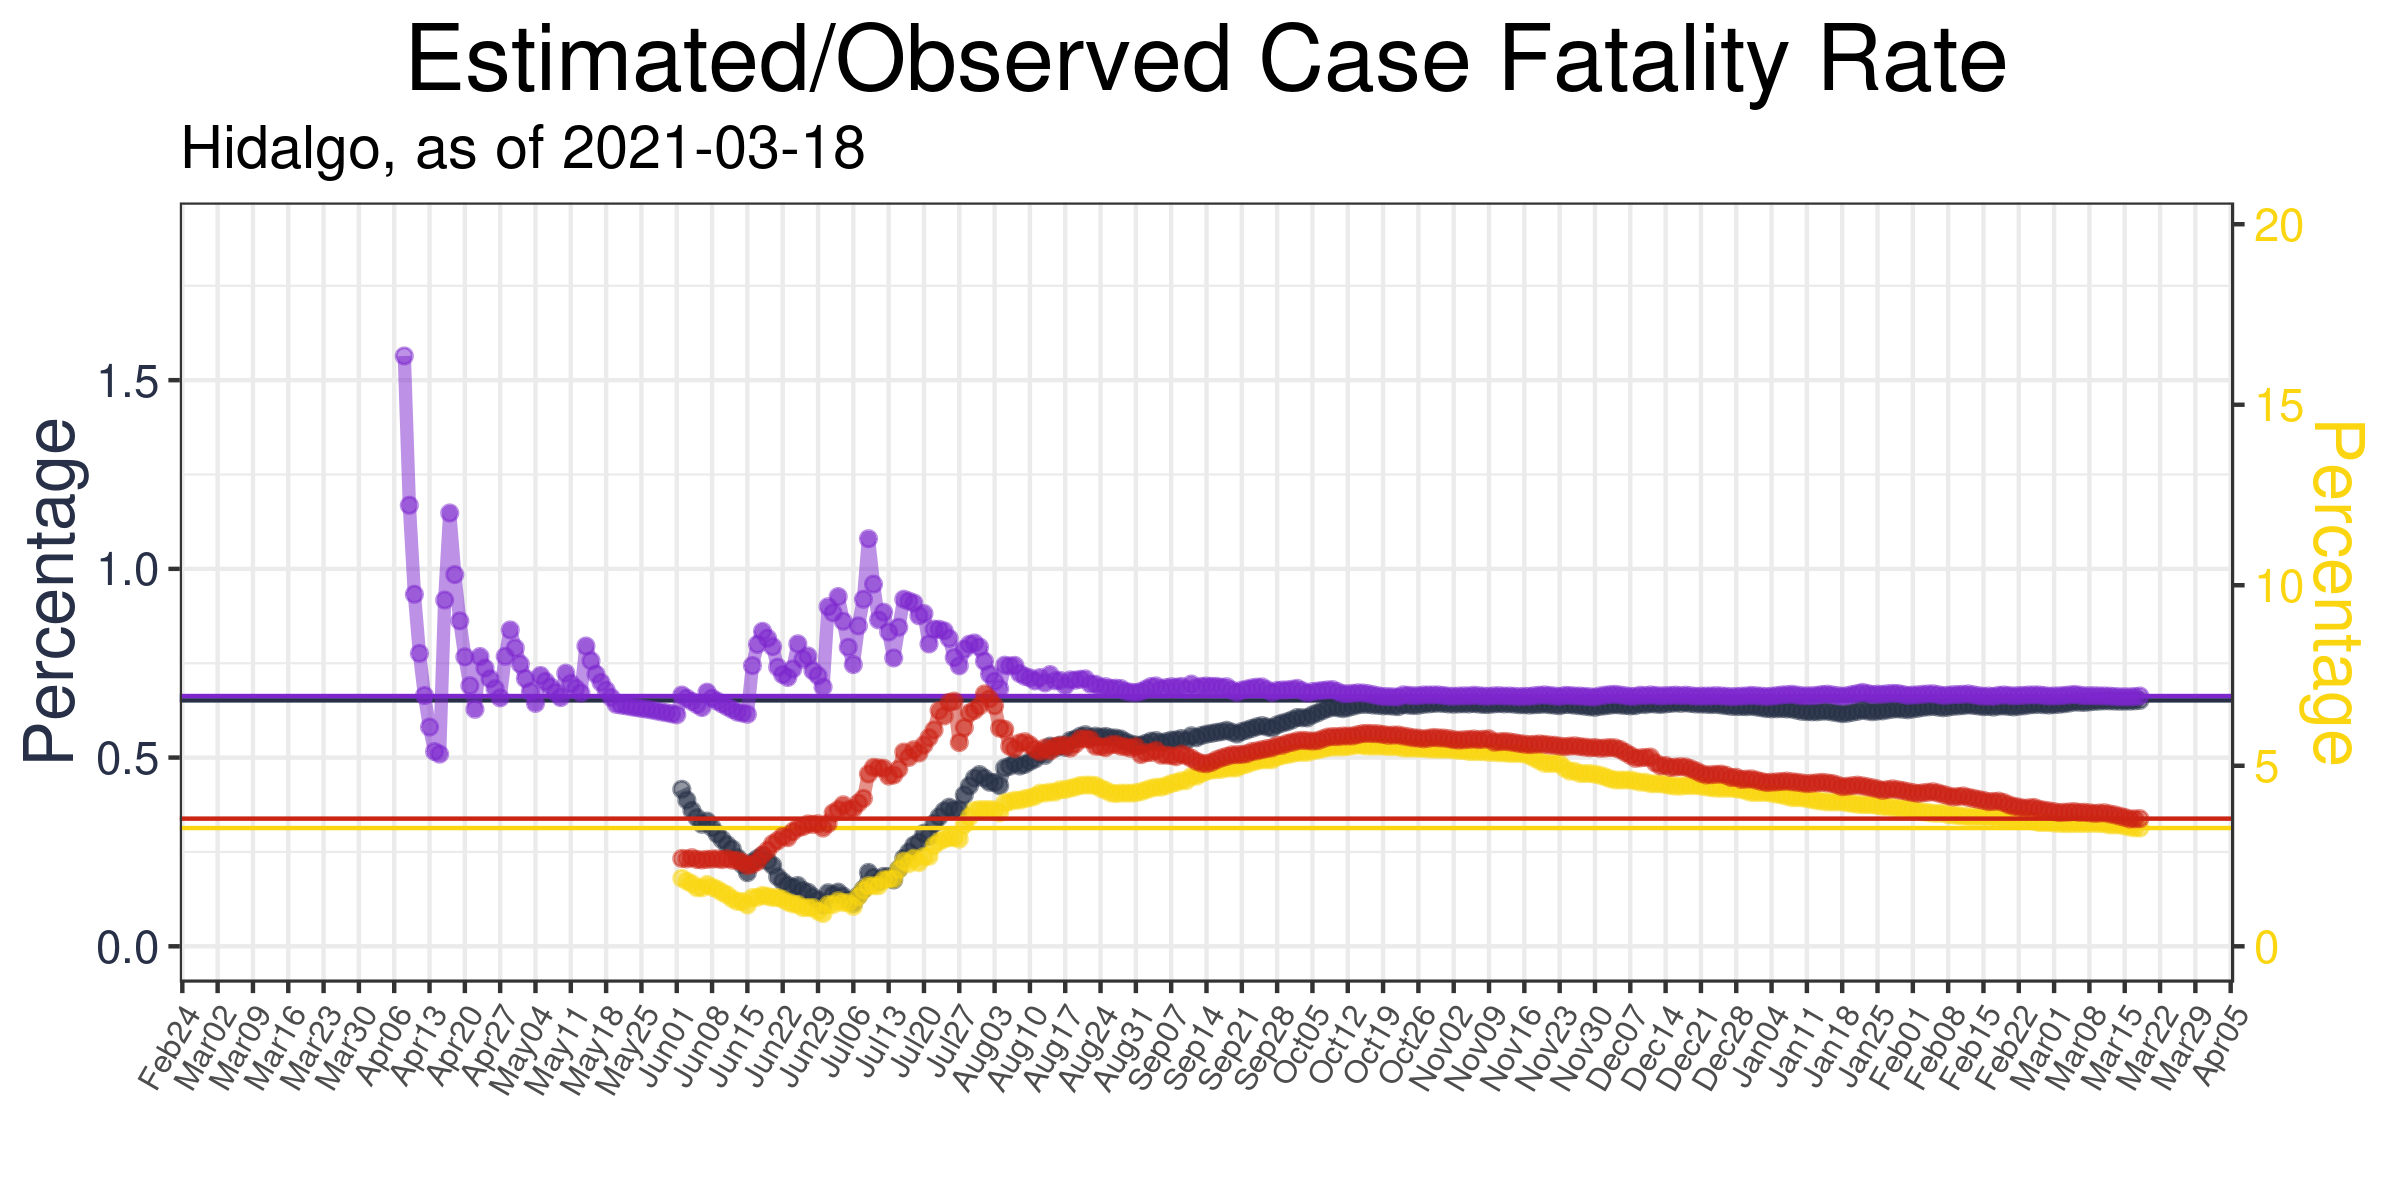 Estimated/Observed Case Fatality Rate
Hidalgo, as of 2021-03-18
Percentage
1.5
1.0
0.5
0.0
20
15
10
5
0
Percentage
Feb24 Mar02 Mar09 Mar16 Mar23 Mar30 Apr06 Apr13 Apr20 Apr27 May04 May11 May18 May25 Jun01 Jun08 Jun15 Jun22 Jun29 Jul06 Jul13 Jul20 Jul27 Aug03 Aug10 Aug17 Aug24 Aug31 Sep07 Sep14 Sep21 Sep28 Oct05 Oct12 Oct19 Oct26 Nov02 Nov09 Nov16 Nov23 Nov30 Dec07 Dec14 Dec21 Dec28 Jan04 Jan11 Jan18 Jan25 Feb01 Feb08 Feb15 Feb22 Mar01 Mar08 Mar15 Mar22 Mar29 Apr05